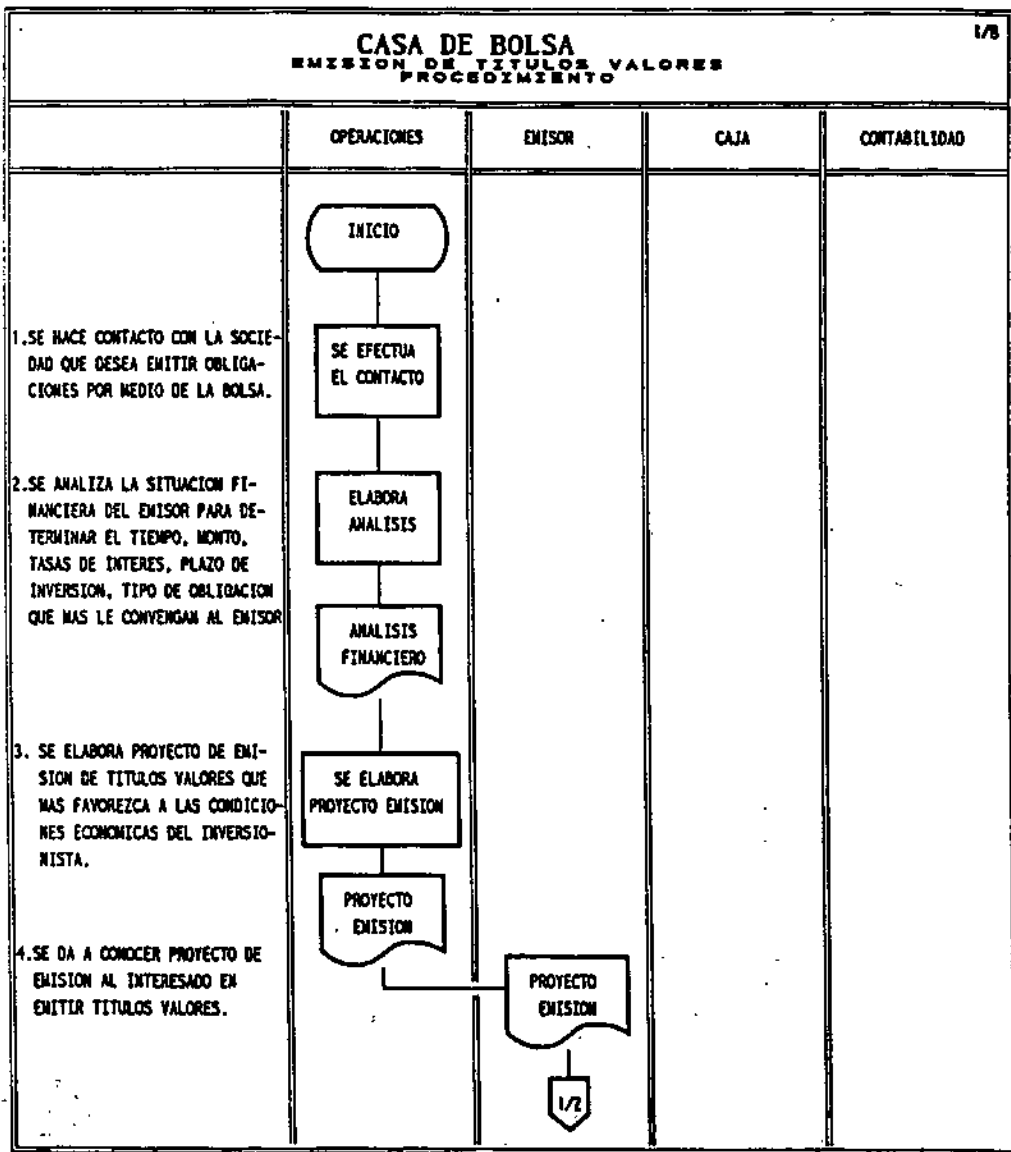 1/8
CASA DE BOLSA
EMISION DE TITULOS VALORES
PROCEDIMIENTO
OPERACIONES
EMISOR
CAJA
CONTABILIDAD
INICIO
1.SE HACE CONTACTO CON LA SOCIE-
DAD QUE DESEA EMITIR OBLIGA-
CIONES POR MEDIO DE LA BOLSA.
SE EFECTUA
EL CONTACTO
2.SE ANALIZA LA SITUACION FI-
NANCIERA DEL EMISOR PARA DE-
TERMINAR EL TIEMPO, MONTO,
TASAS DE INTERES, PLAZO DE
INVERSION, TIPO DE OBLIGACION
QUE MAS LE CONVENGAN AL EMISOR
ELABORA
ANALISIS
ANALISIS
FINANCIERO
3. SE ELABORA PROYECTO DE EMI-
SION DE TITULOS VALORES QUE
MAS FAVOREZCA A LAS CONDICIO-
NES ECONOMICAS DEL INVERSIO-
NISTA.
SE ELABORA
PROYECTO EMISION
PROYECTO
EMISION
4.SE DA A CONOCER PROYECTO DE
EMISION AL INTERESADO EN
EMITIR TITULOS VALORES.
PROYECTO
EMISION
1/2